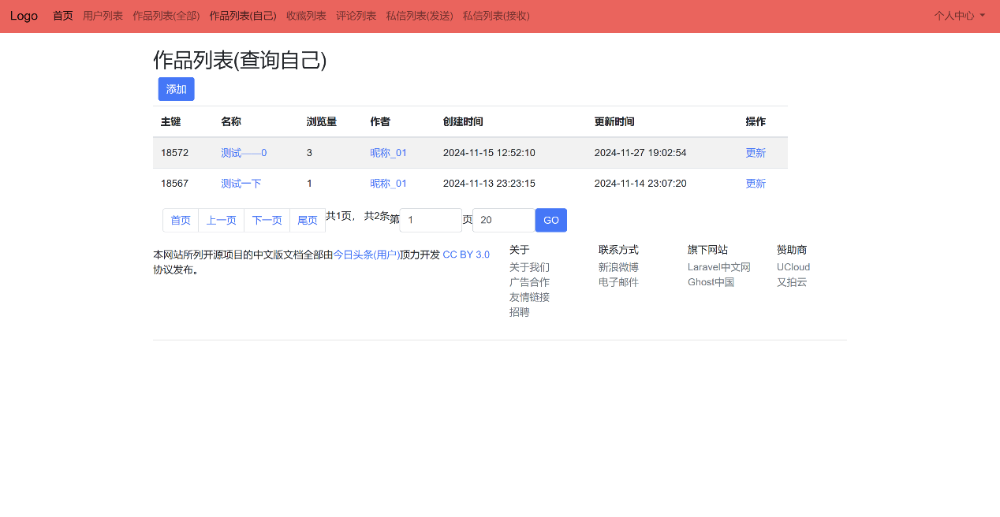 Logo 首页 用户列表 作品列表(全部) 作品列表(自己) 收藏列表 评论列表 私信列表(发送) 私信列表(接收) 个人中心
作品列表(查询自己)
添加
主键 名称 浏览量 作者 创建时间 更新时间 操作
18572 测试——0 3 昵称_01 2024-11-15 12:52:10 2024-11-27 19:02:54 更新
18567 测试一下 1 昵称_01 2024-11-13 23:23:15 2024-11-14 23:07:20 更新
首页 上一页 下一页 尾页 共1页, 共2条 第 1 页 20 GO
本网站所列开源项目的中文版文档全部由今日头条(用户)顶力开发 CC BY 3.0
协议发布。
关于
关于我们
广告合作
友情链接
招聘
联系方式
新浪微博
电子邮件
旗下网站
Laravel中文网
Ghost中国
赞助商
UCloud
又拍云